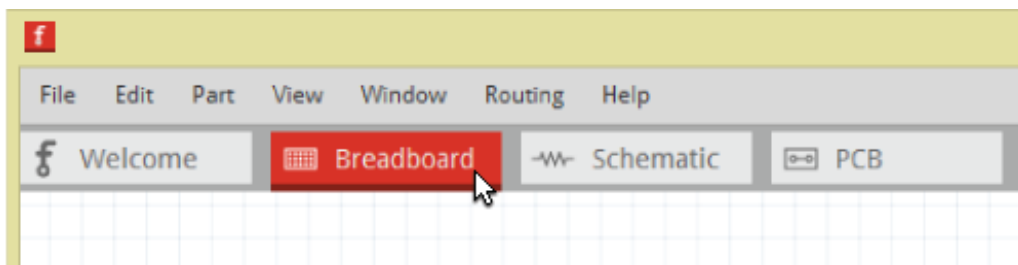 f
File Edit Part View Window Routing Help
f Welcome Breadboard Schematic PCB